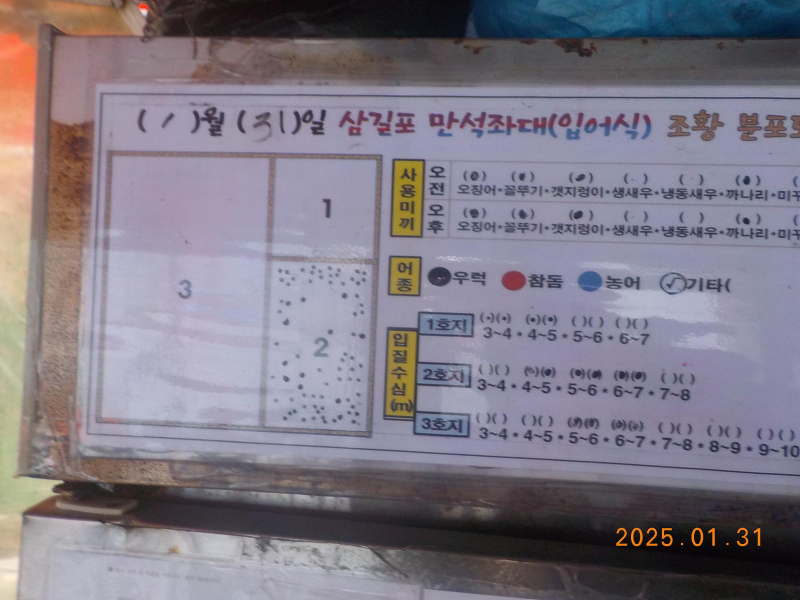 ( 1 )월 (31)일 삼길포 만석좌대(입어식) 조황 분포
1
2
3
사용미끼
오전
오징어•꼴뚜기•갯지렁이•생새우•냉동새우•까나리•미꾸
오후
오징어•꼴뚜기•갯지렁이•생새우•냉동새우•까나리•미꾸
어종
우럭 참돔 농어 기타(
입질수심(m)
1호지
3~4 • 4~5 • 5~6 • 6~7
2호지
3~4 • 4~5 • 5~6 • 6~7 • 7~8
3호지
3~4 • 4~5 • 5~6 • 6~7 • 7~8 • 8~9 • 9~10
2025.01.31